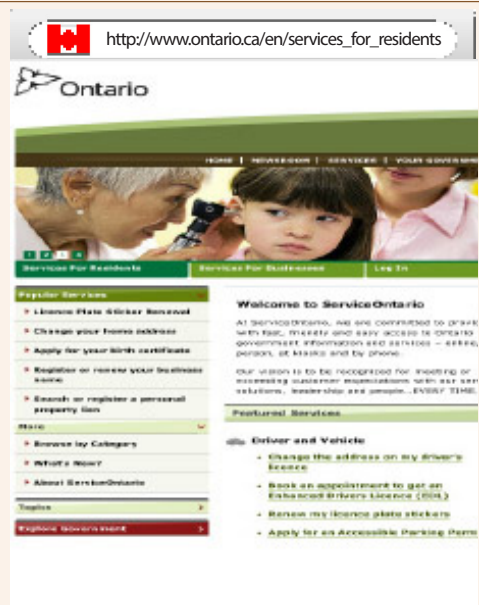 http://www.ontario.ca/en/services_for_residents
Ontario
HOME | NEWSROOM | SERVICES | YOUR GOVERNME
1 2 3 4
Services For Residents
Services For Businesses
Log In
Popular Services
Licence Plate Sticker Renewal
Change your home address
Apply for your birth certificate
Register or renew your business
name
Search or register a personal
property lien
More
Browse by Category
What's New?
About ServiceOntario
Topics
Explore Government
Welcome to ServiceOntario
At ServiceOntario, we are committed to provid
with fast, friendly and easy access to Ontario
government information and services – online,
person, at kiosks and by phone.
Our vision is to be recognized for meeting or
exceeding customer expectations with our ser
solutions, leadership and people...EVERY TIME.
Featured Services
Driver and Vehicle
Change the address on my driver's
licence
Book an appointment to get an
Enhanced Drivers Licence (EDL)
Renew my licence plate stickers
Apply for an Accessible Parking Perm